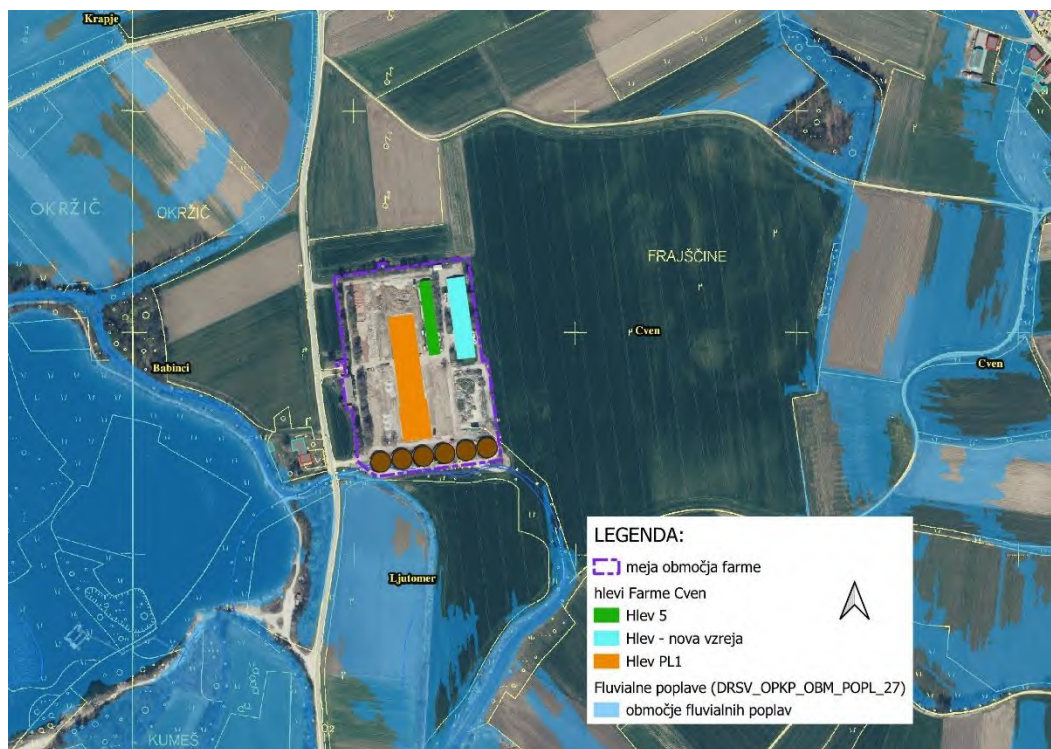 Krapje
OKRŽIČ
OKRŽIČ
FRAJŠČINE
Cven
Cven
Babinci
Ljutomer
KUMEŠ
LEGENDA:
meja območja farme
hlevi Farme Cven
Hlev 5
Hlev - nova vzreja
Hlev PL1
Fluvialne poplave (DRSV_OPKP_OBM_POPL_27)
območje fluvialnih poplav